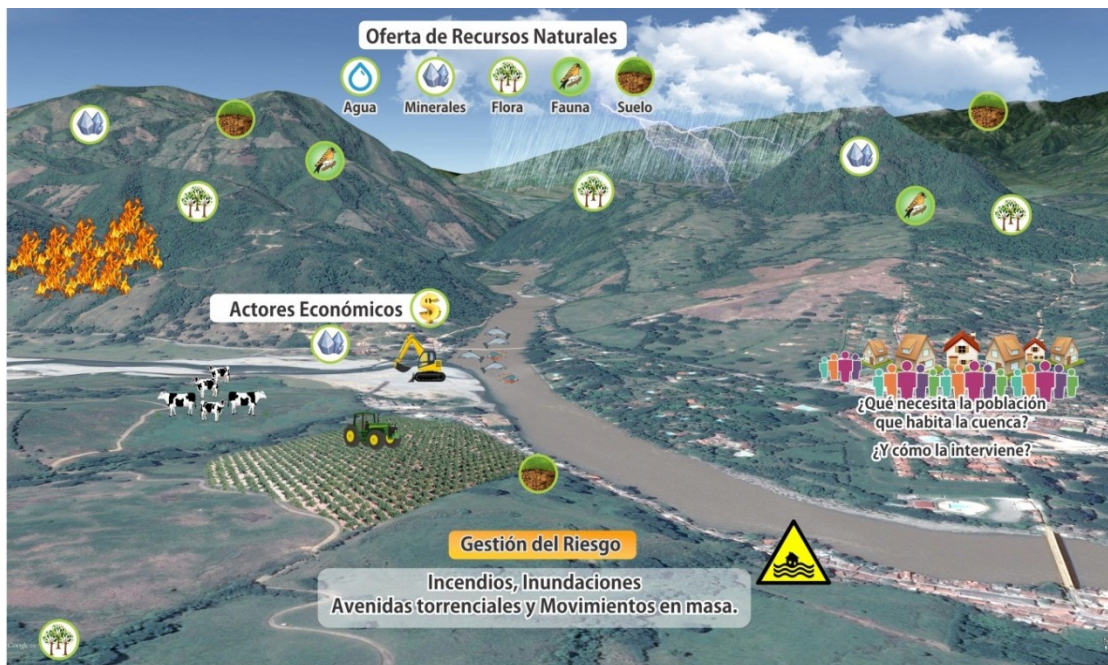 Oferta de Recursos Naturales
Agua
Minerales
Flora
Fauna
Suelo
Actores Económicos
$
¿Qué necesita la población
que habita la cuenca?
¿Y cómo la interviene?
Gestión del Riesgo
Incendios, Inundaciones
Avenidas torrenciales y Movimientos en masa.
Google